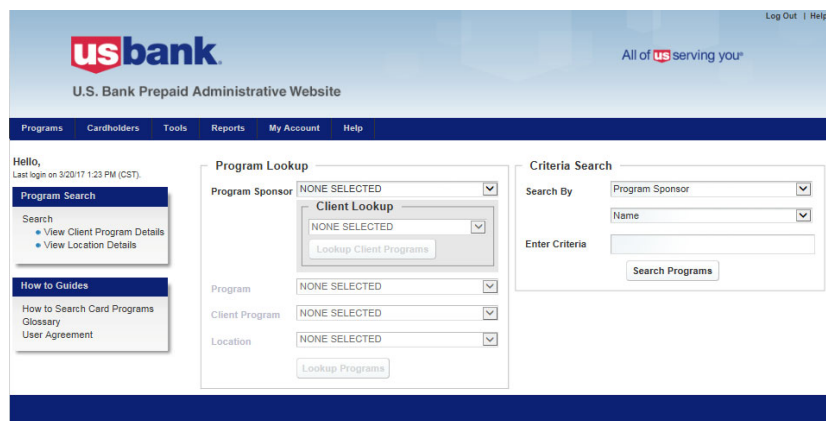 Log Out | Help
usbank.
All of us serving you®
U.S. Bank Prepaid Administrative Website
Programs Cardholders Tools Reports My Account Help
Hello,
Last login on 3/20/17 1:23 PM (CST).
Program Search
Search
View Client Program Details
View Location Details
How to Guides
How to Search Card Programs
Glossary
User Agreement
Program Lookup
Program Sponsor NONE SELECTED
Client Lookup
NONE SELECTED
Lookup Client Programs
Program NONE SELECTED
Client Program NONE SELECTED
Location NONE SELECTED
Lookup Programs
Criteria Search
Search By Program Sponsor
Name
Enter Criteria
Search Programs